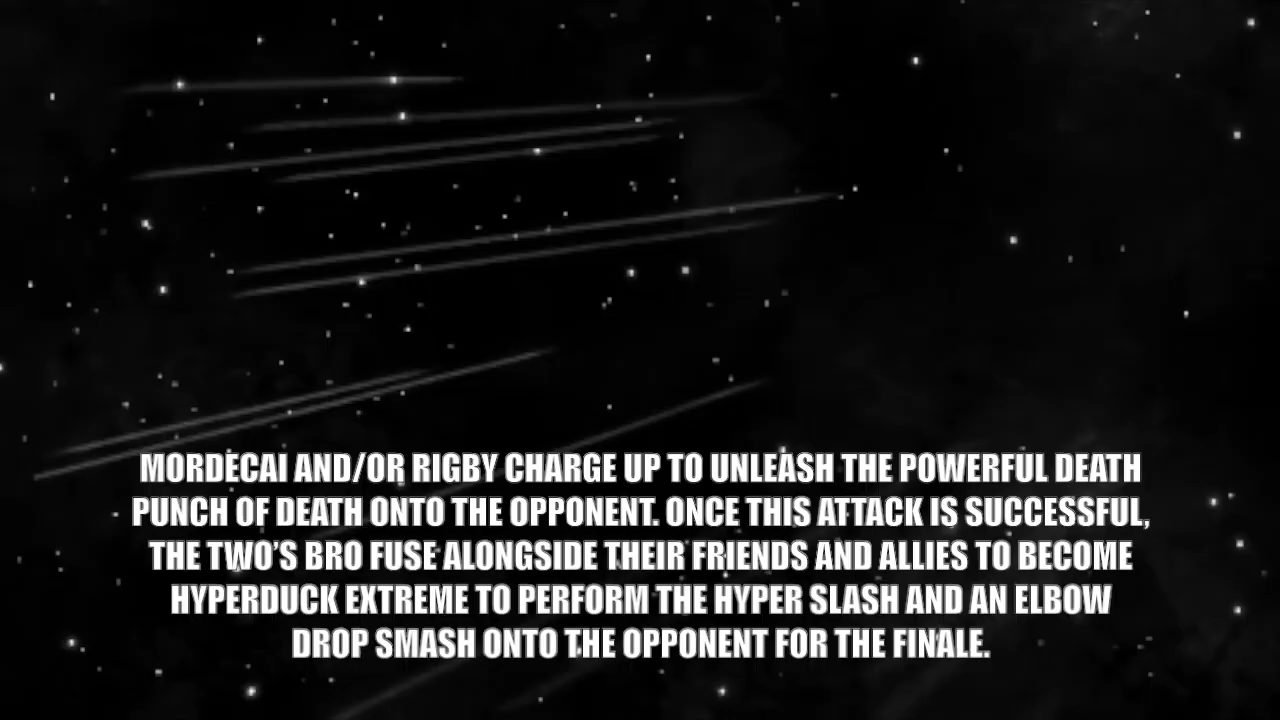 MORDECAI AND/OR RIGBY CHARGE UP TO UNLEASH THE POWERFUL DEATH
PUNCH OF DEATH ONTO THE OPPONENT. ONCE THIS ATTACK IS SUCCESSFUL,
THE TWO'S BRO FUSE ALONGSIDE THEIR FRIENDS AND ALLIES TO BECOME
HYPERDUCK EXTREME TO PERFORM THE HYPER SLASH AND AN ELBOW
DROP SMASH ONTO THE OPPONENT FOR THE FINALE.